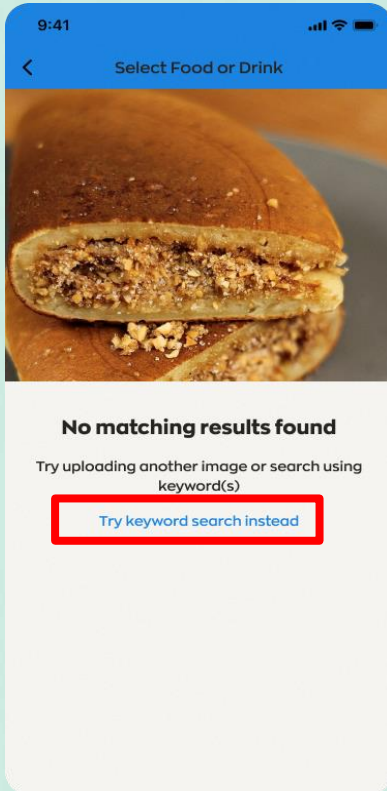 9:41
Select Food or Drink
No matching results found
Try uploading another image or search using
keyword(s)
Try keyword search instead